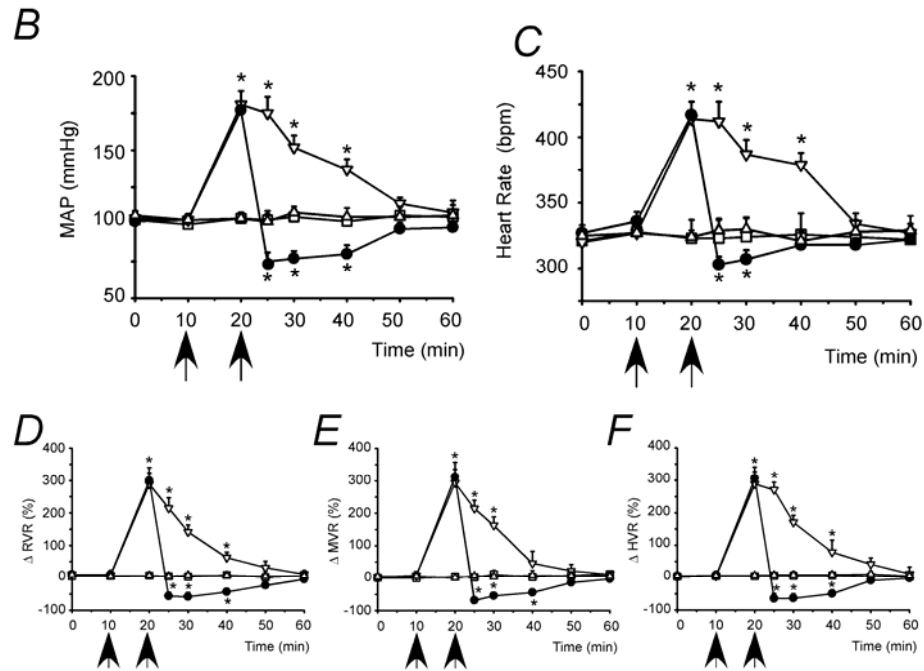 B
MAP (mmHg)
200
150
100
50
0 10 20 30 40 50 60
Time (min)
* * * *
* * *
C
Heart Rate (bpm)
450
400
350
300
0 10 20 30 40 50 60
Time (min)
* * * *
* *
D
Δ RVR (%)
400
300
200
100
0
-100
0 10 20 30 40 50 60
Time (min)
* * * *
* * *
E
Δ MVR (%)
400
300
200
100
0
-100
0 10 20 30 40 50 60
Time (min)
* * *
* * *
F
Δ HVR (%)
400
300
200
100
0
-100
0 10 20 30 40 50 60
Time (min)
* * * *
* * *